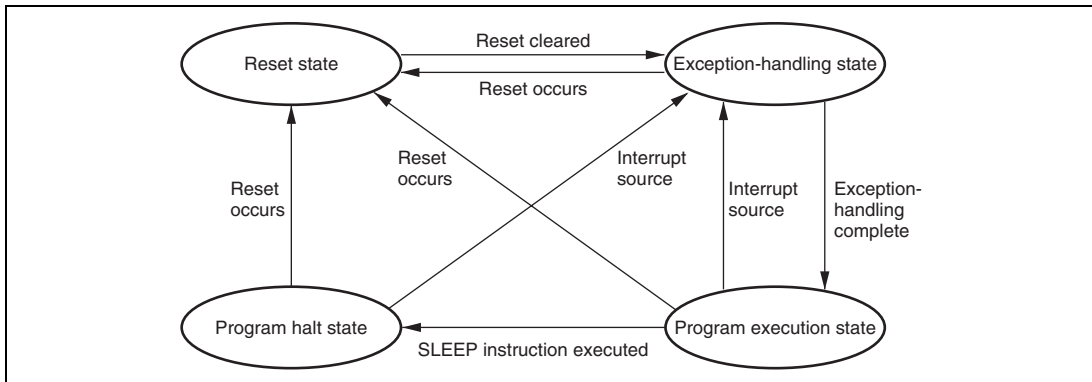 Reset cleared
Reset state
Exception-handling state
Reset occurs
Reset
occurs
Interrupt
source
Reset
occurs
Interrupt
source
Exception-
handling
complete
Program halt state
Program execution state
SLEEP instruction executed